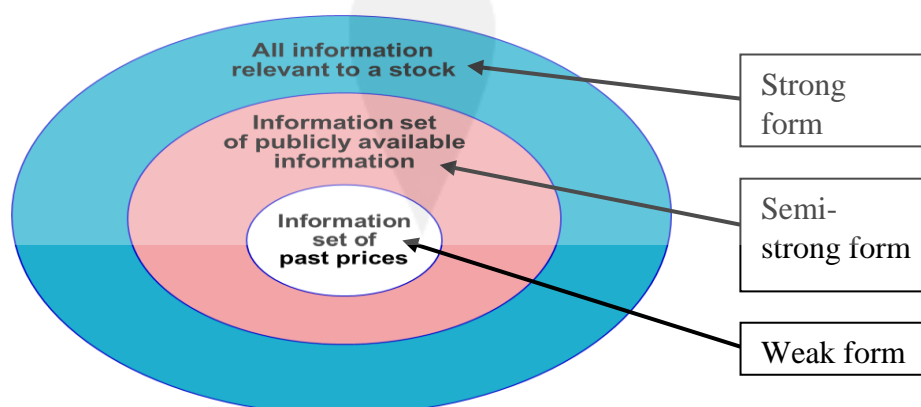 All information
relevant to a stock
Strong
form
Information set
of publicly available
information
Semi-
strong form
Information
set of
past prices
Weak form